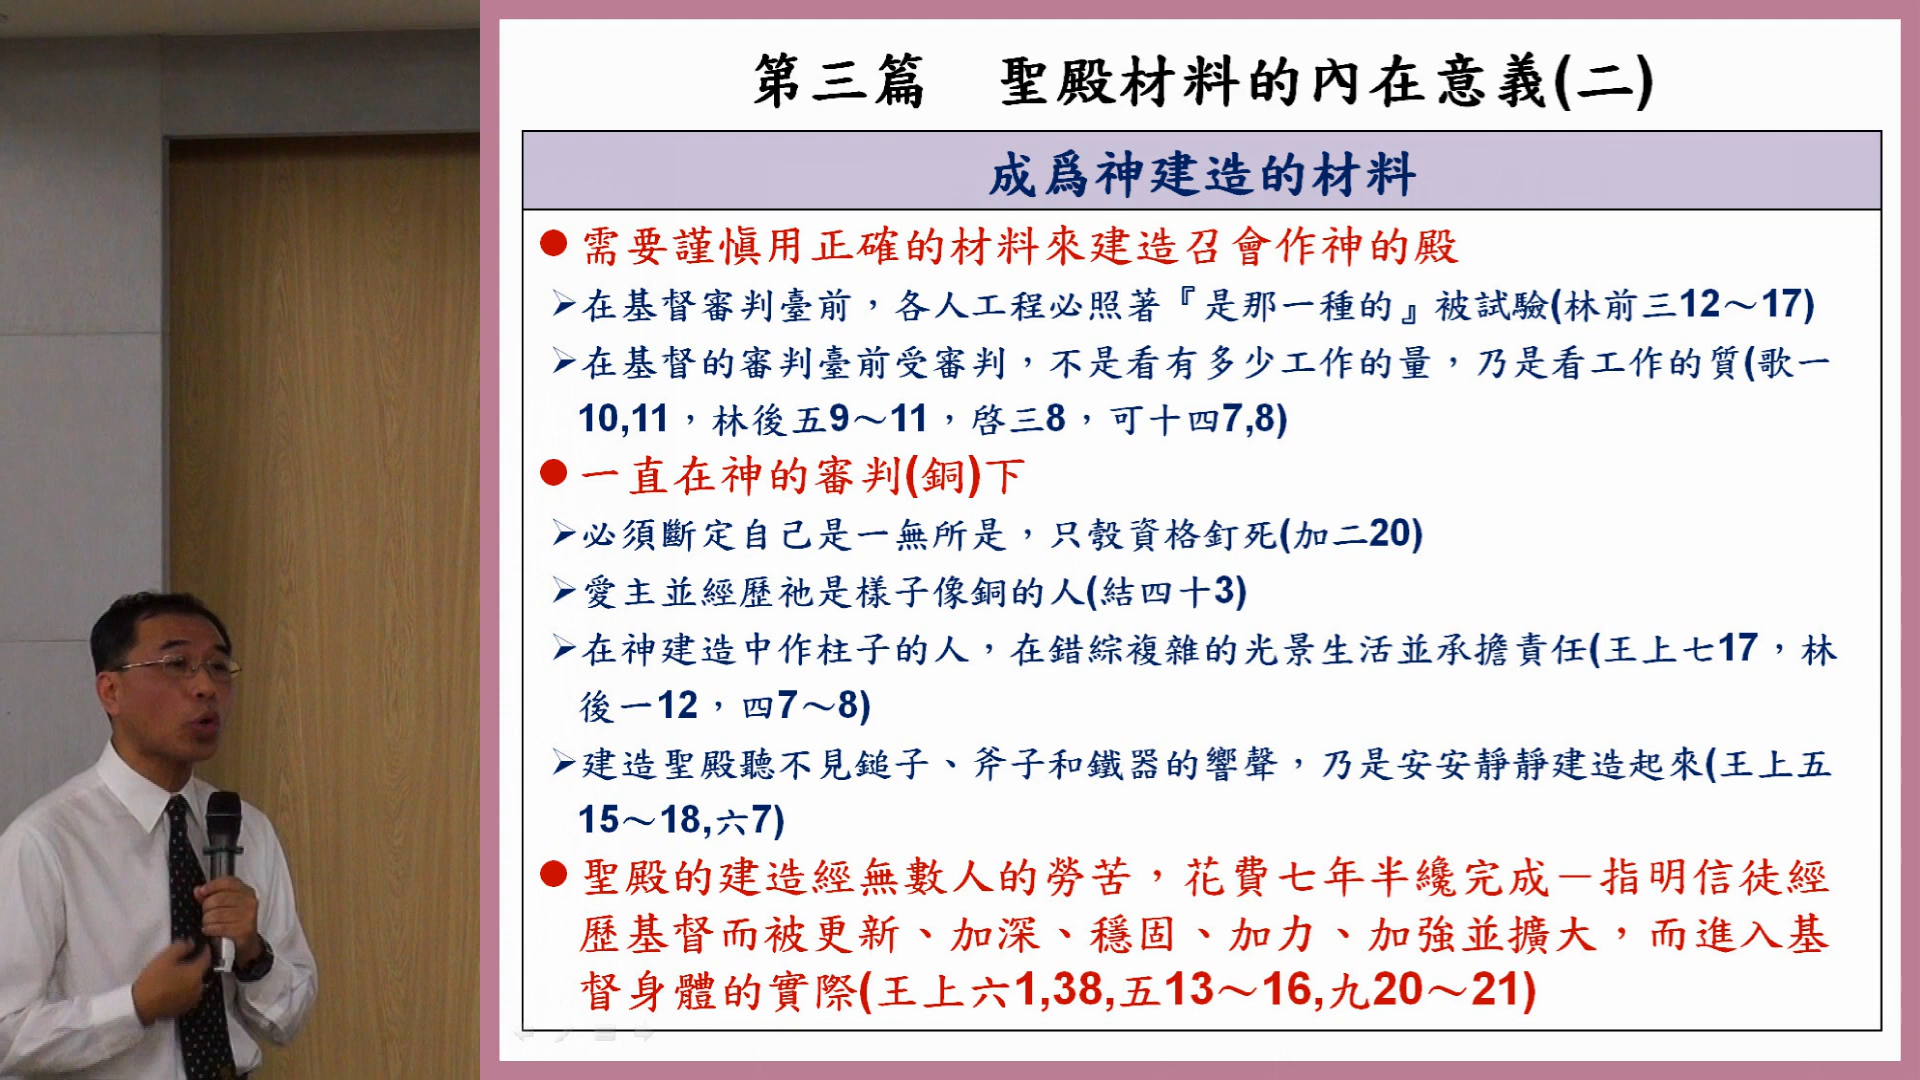 第三篇　聖殿材料的內在意義(二)
成爲神建造的材料
●需要謹愼用正確的材料來建造召會作神的殿
➢在基督審判臺前，各人工程必照著『是那一種的』被試驗(林前三12～17)
➢在基督的審判臺前受審判，不是看有多少工作的量，乃是看工作的質(歌一
10,11，林後五9～11，啓三8，可十四7,8)
●一直在神的審判(銅)下
➢必須斷定自己是一無所是，只彀資格釘死(加二20)
➢愛主並經歷祂是樣子像銅的人(結四十3)
➢在神建造中作柱子的人，在錯綜複雜的光景生活並承擔責任(王上七17，林
後一12，四7～8)
➢建造聖殿聽不見鎚子、斧子和鐵器的響聲，乃是安安靜靜建造起來(王上五
15～18,六7)
●聖殿的建造經無數人的勞苦，花費七年半纔完成－指明信徒經
歷基督而被更新、加深、穩固、加力、加強並擴大，而進入基
督身體的實際(王上六1,38,五13～16,九20～21)